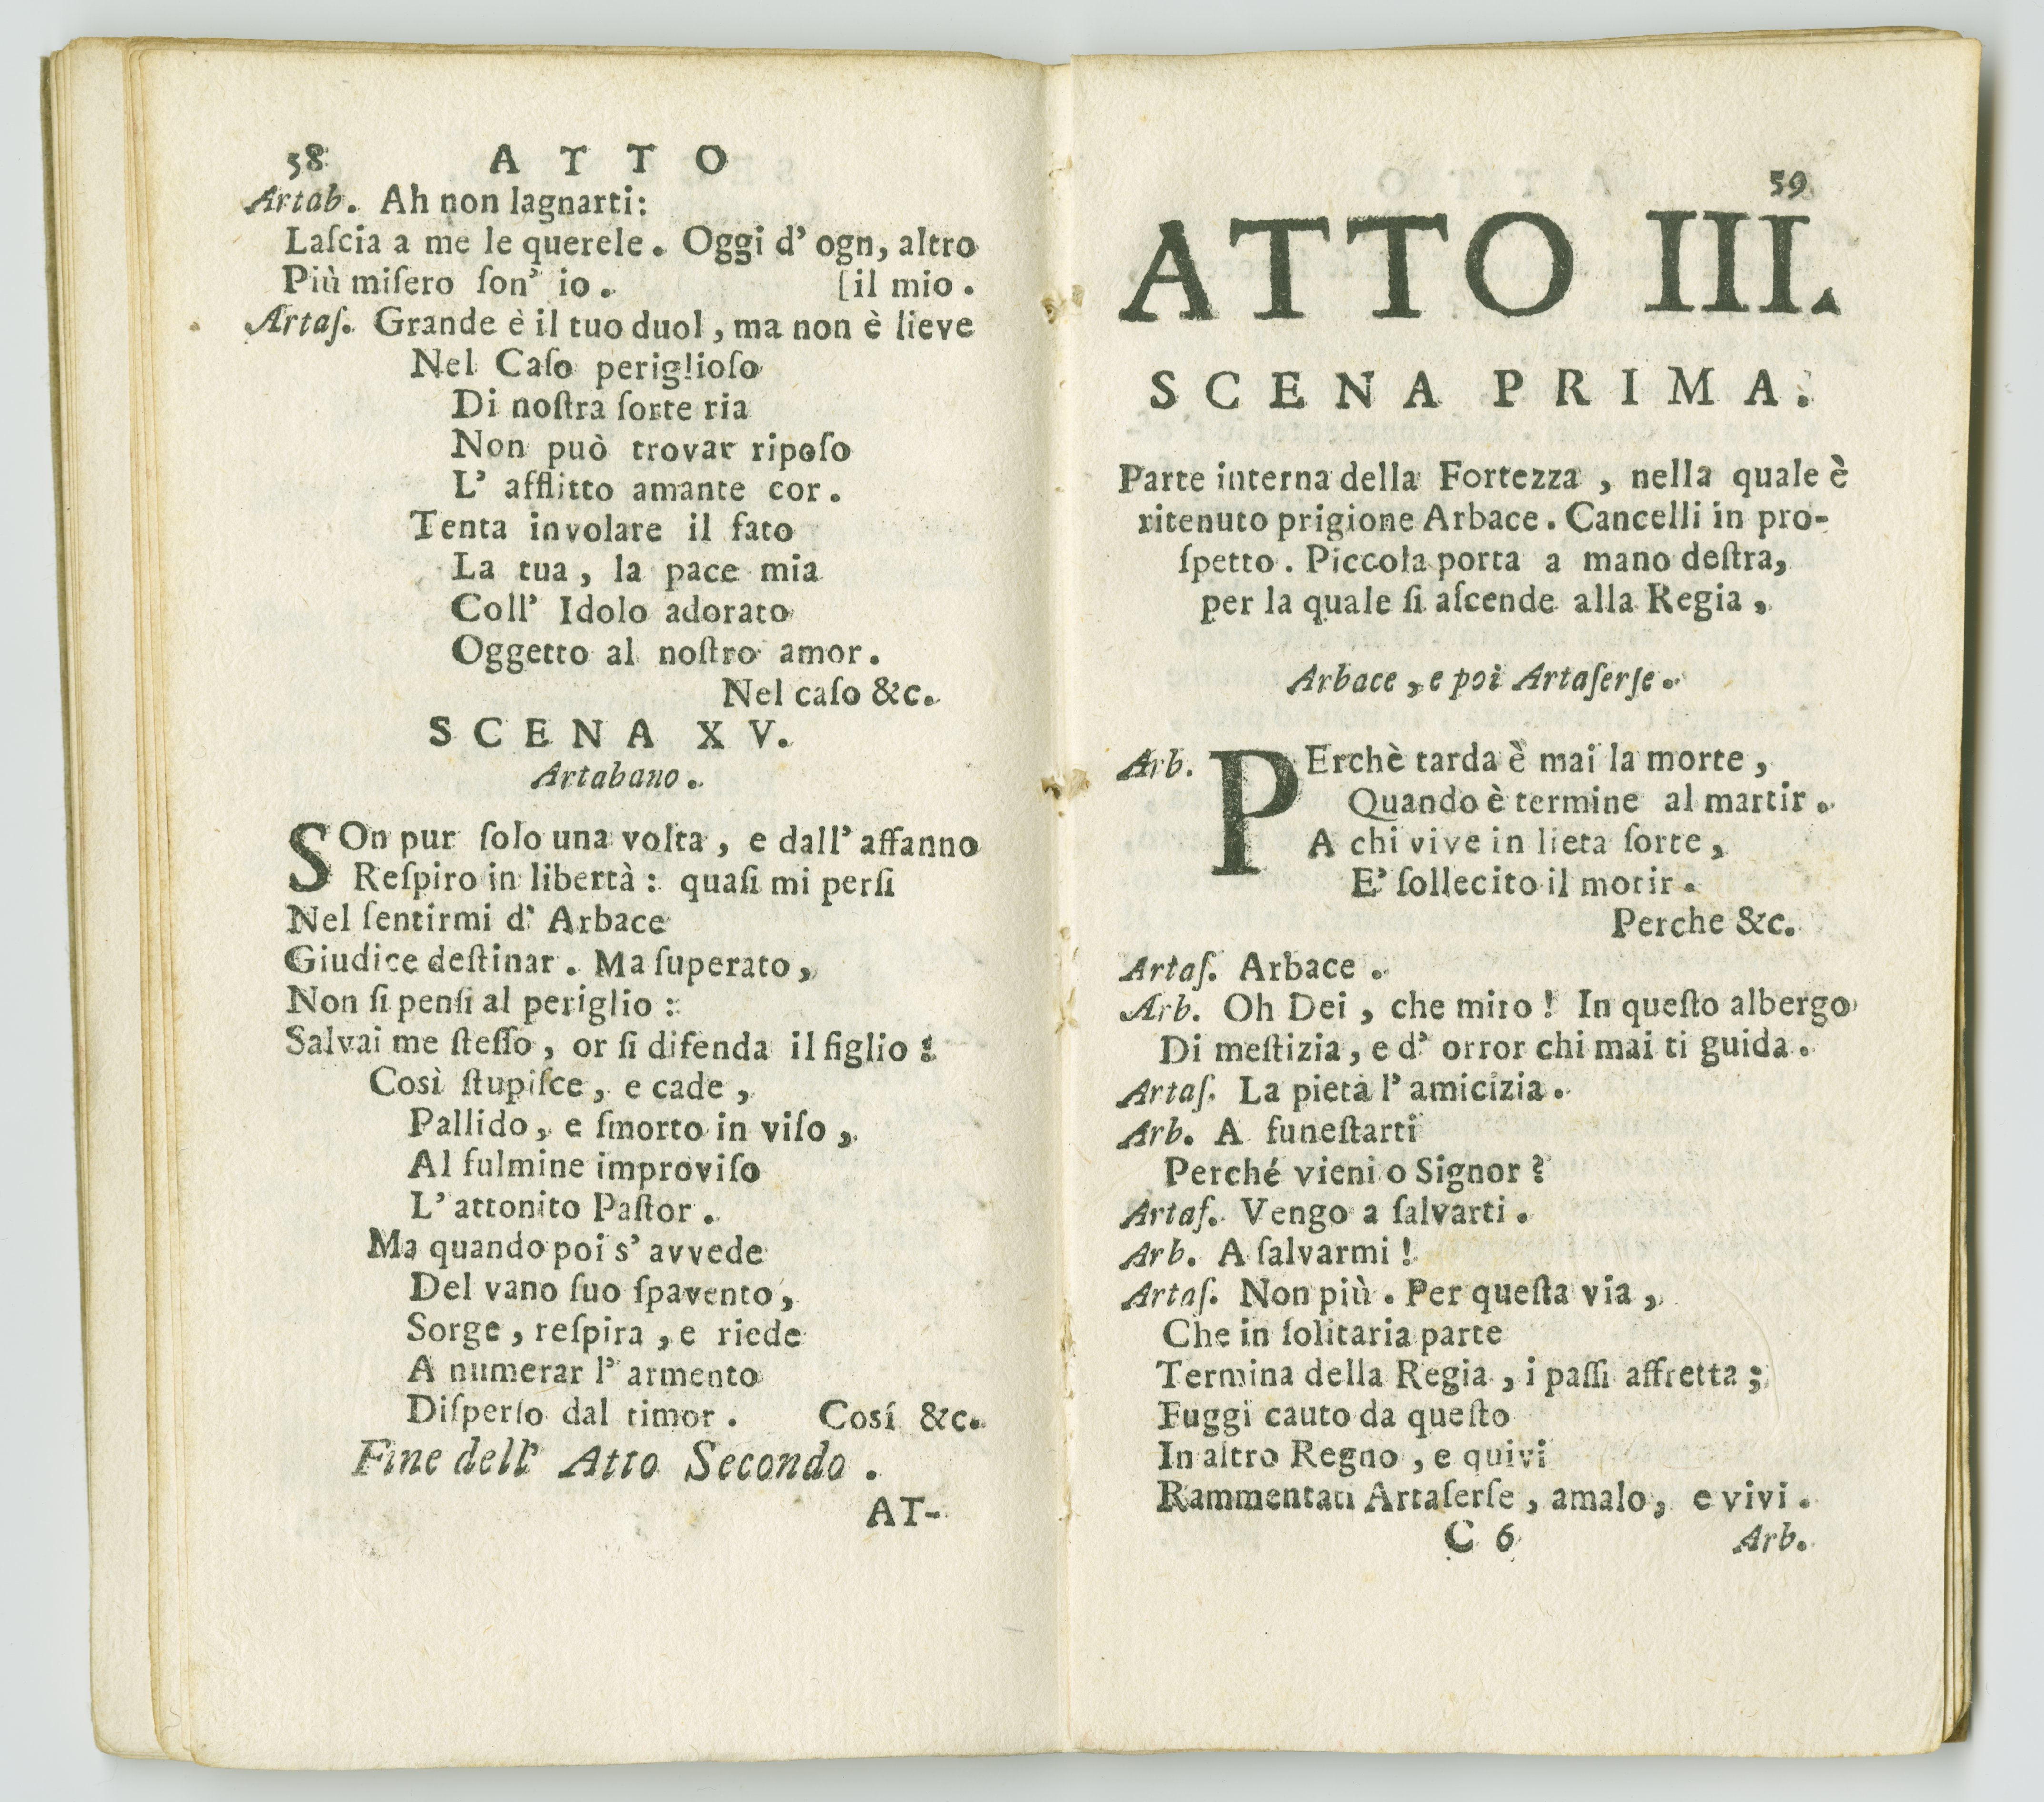 58 ATTO
Artab. Ah non lagnarti:
Laſcia a me le querele. Oggi d' ogn, altro
Più miſero ſon' io. [il mio.
Artaſ. Grande è il tuo duol, ma non è lieve
Nel Caſo periglioſo
Di noſtra ſorte ria
Non può trovar ripoſo
L' afflitto amante cor.
Tenta involare il fato
La tua, la pace mia
Coll' Idolo adorato
Oggetto al noſtro amor.
Nel caſo &c.
SCENA XV.
Artabano.
SOn pur ſolo una volta, e dall' affanno
Reſpiro in libertà: quaſi mi perſi
Nel ſentirmi d' Arbace
Giudice deſtinar. Ma ſuperato,
Non ſi penſi al periglio:
Salvai me ſteſſo, or ſi difenda il figlio!
Così ſtupiſce, e cade,
Pallido, e ſmorto in viſo,
Al fulmine improviſo
L' attonito Paſtor.
Ma quando poi s' avvede
Del vano ſuo ſpavento,
Sorge, reſpira, e riede
A numerar l' armento
Diſperſo dal timor. Cosí &c.
Fine dell' Atto Secondo.
AT-
59
ATTO III.
SCENA PRIMA.
Parte interna della Fortezza, nella quale è
ritenuto prigione Arbace. Cancelli in pro-
ſpetto. Piccola porta a mano deſtra,
per la quale ſi aſcende alla Regia,
Arbace, e poi Artaſerſe.
Arb. PErchè tarda è mai la morte,
Quando è termine al martir.
A chi vive in lieta ſorte,
E' ſollecito il morir.
Perche &c.
Artaſ. Arbace.
Arb. Oh Dei, che miro! In queſto albergo
Di meſtizia, e d' orror chi mai ti guida.
Artaſ. La pietà l' amicizia.
Arb. A funeſtarti
Perché vieni o Signor?
Artaſ. Vengo a ſalvarti.
Arb. A ſalvarmi!
Artaſ. Non più. Per queſta via,
Che in ſolitaria parte
Termina della Regia, i paſſi affretta;
Fuggi cauto da queſto
In altro Regno, e quivi
Rammentati Artaſerſe, amalo, e vivi.
C 6 Arb.